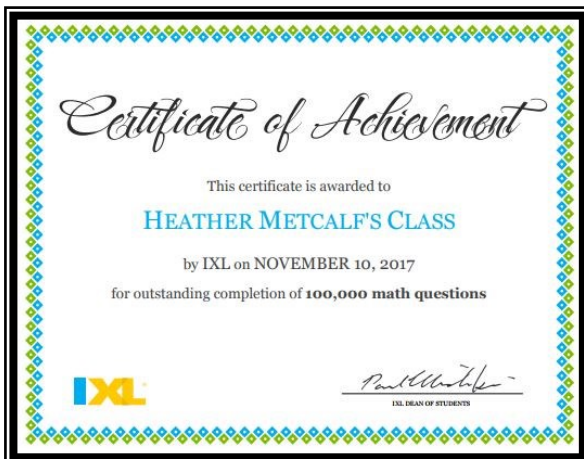 Certificate of Achievement
This certificate is awarded to
HEATHER METCALF'S CLASS
by IXL on NOVEMBER 10, 2017
for outstanding completion of 100,000 math questions
IXL
IXL DEAN OF STUDENTS